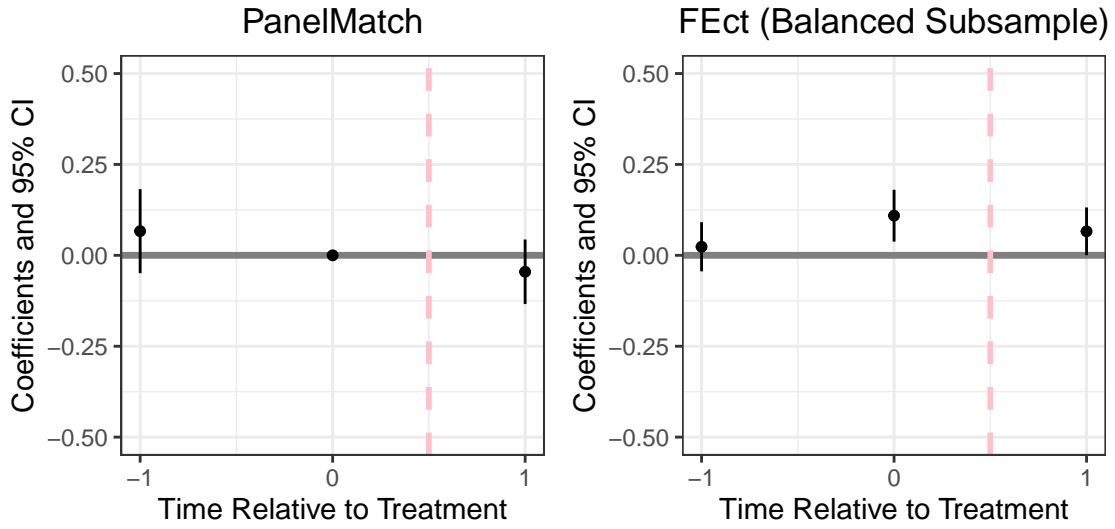 PanelMatch
Coefficients and 95% CI
0.50
0.25
0.00
−0.25
−0.50
−1
0
1
Time Relative to Treatment
FEct (Balanced Subsample)
Coefficients and 95% CI
0.50
0.25
0.00
−0.25
−0.50
−1
0
1
Time Relative to Treatment